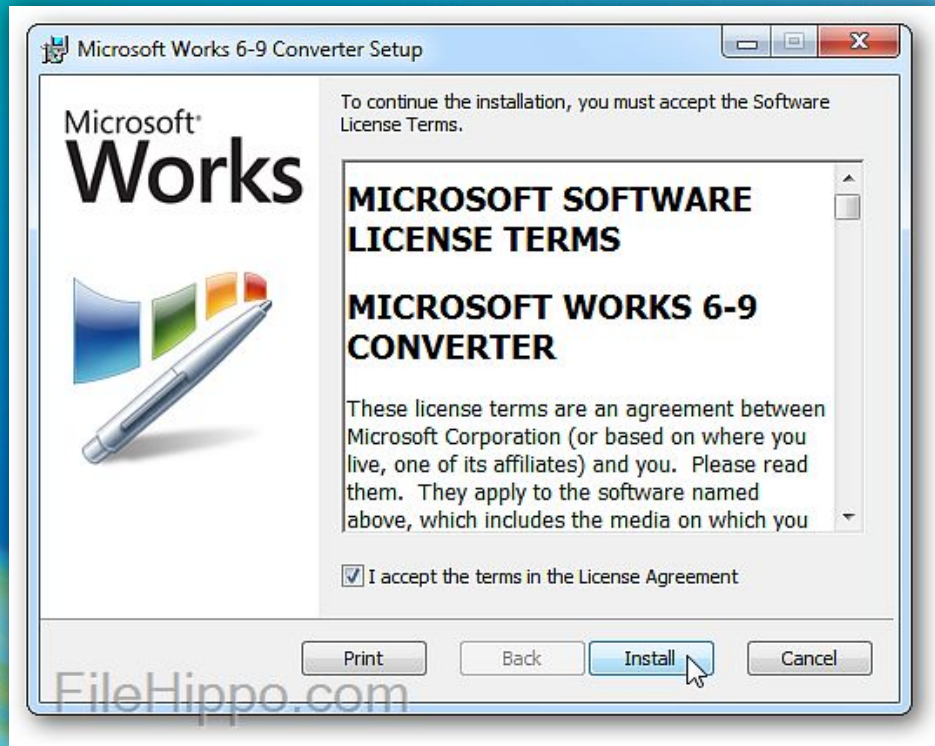 Microsoft Works 6-9 Converter Setup
Microsoft®
Works
To continue the installation, you must accept the Software
License Terms.
MICROSOFT SOFTWARE
LICENSE TERMS
MICROSOFT WORKS 6-9
CONVERTER
These license terms are an agreement between
Microsoft Corporation (or based on where you
live, one of its affiliates) and you.  Please read
them.  They apply to the software named
above, which includes the media on which you
I accept the terms in the License Agreement
Print
Back
Install
Cancel
FileHippo.com